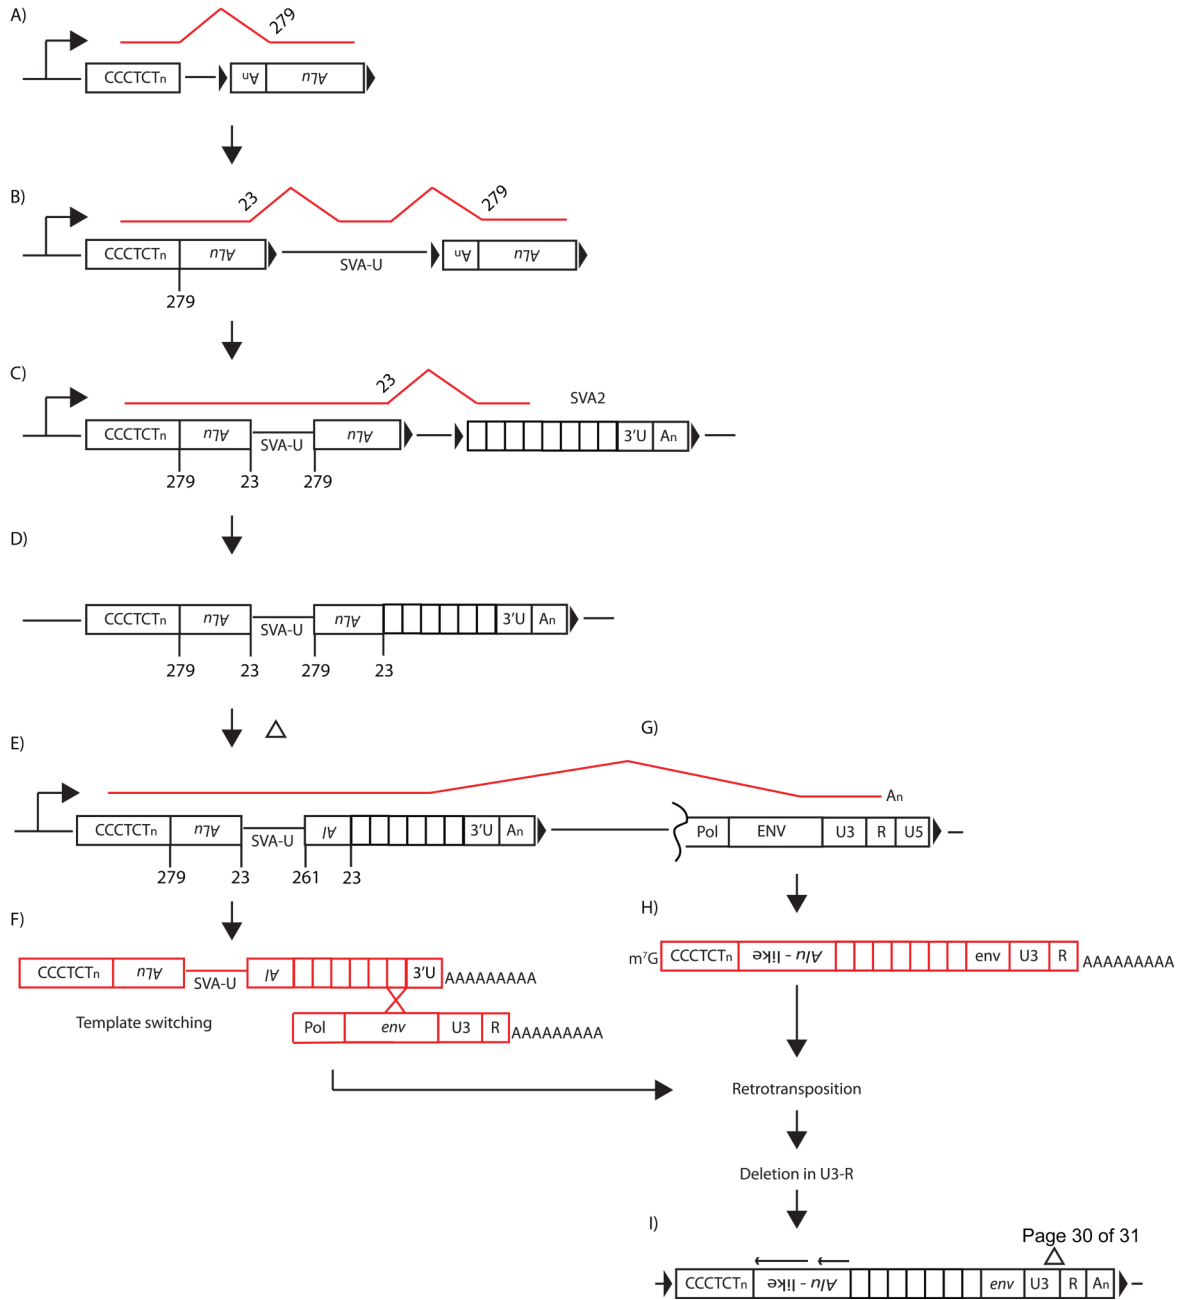 A)
279
CCCTCTn
An
Alu
B)
23
279
CCCTCTn
Alu
SVA-U
An
Alu
279
C)
23
SVA2
CCCTCTn
Alu
SVA-U
Alu
3'U
An
279
23
279
D)
CCCTCTn
Alu
SVA-U
Alu
3'U
An
279
23
279
23
△
E)
G)
An
CCCTCTn
Alu
SVA-U
Al
3'U
An
Pol
ENV
U3
R
U5
279
23
261
23
F)
H)
CCCTCTn
Alu
SVA-U
Al
3'U
AAAAAAAAA
m⁷G
CCCTCTn
Alu - like
env
U3
R
AAAAAAAAA
Template switching
Pol
env
U3
R
AAAAAAAAA
Retrotransposition
Deletion in U3-R
I)
Page 30 of 31
△
CCCTCTn
Alu - like
env
U3
R
An